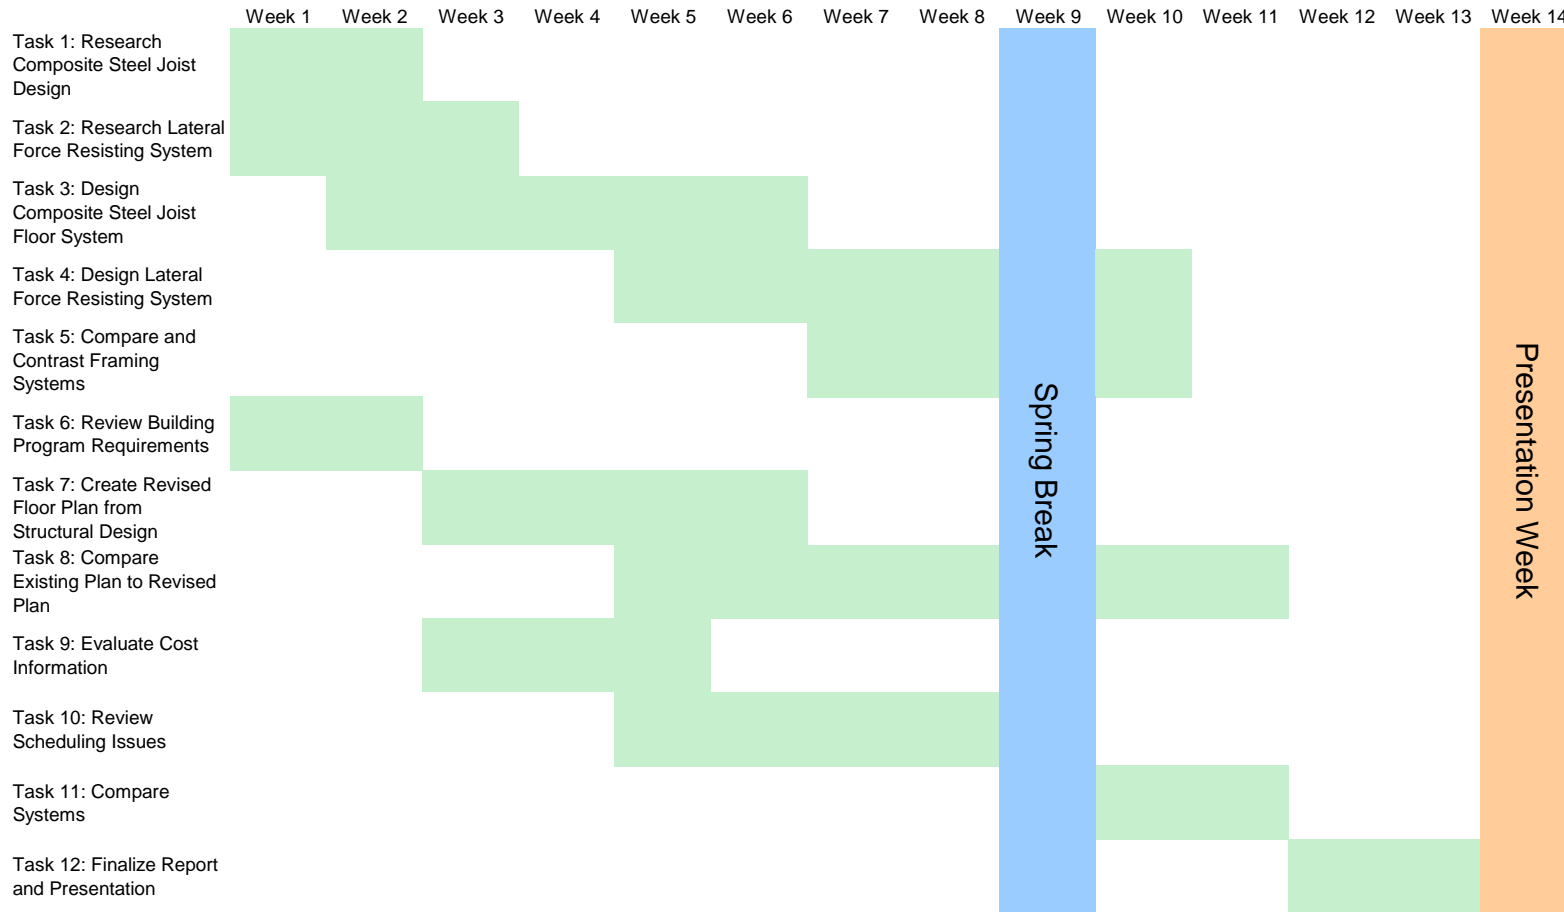 Week 1 Week 2 Week 3 Week 4 Week 5 Week 6 Week 7 Week 8 Week 9 Week 10 Week 11 Week 12 Week 13 Week 14
Task 1: Research
Composite Steel Joist
Design
Task 2: Research Lateral
Force Resisting System
Task 3: Design
Composite Steel Joist
Floor System
Task 4: Design Lateral
Force Resisting System
Task 5: Compare and
Contrast Framing
Systems
Task 6: Review Building
Program Requirements
Task 7: Create Revised
Floor Plan from
Structural Design
Task 8: Compare
Existing Plan to Revised
Plan
Task 9: Evaluate Cost
Information
Task 10: Review
Scheduling Issues
Task 11: Compare
Systems
Task 12: Finalize Report
and Presentation
Spring Break
Presentation Week